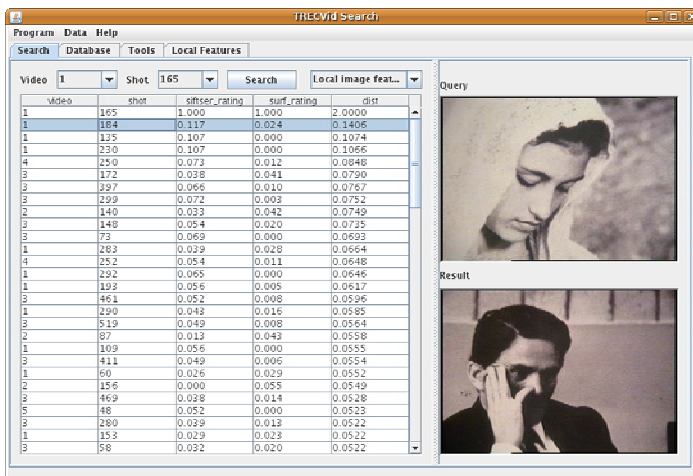 TRECVid Search
Program Data Help
Search Database Tools Local Features
Video 1 Shot 165 Search Local image feat...
Query
video shot siftser_rating surf_rating dist
1 165 1.000 1.000 2.0000
1 184 0.117 0.024 0.1406
1 135 0.107 0.000 0.1074
1 230 0.107 0.000 0.1066
4 250 0.073 0.012 0.0848
3 172 0.038 0.041 0.0790
3 397 0.066 0.010 0.0767
3 299 0.072 0.003 0.0752
2 140 0.033 0.042 0.0749
3 148 0.054 0.020 0.0735
3 73 0.069 0.000 0.0693
1 283 0.039 0.028 0.0664
4 252 0.054 0.011 0.0648
1 292 0.065 0.000 0.0646
1 193 0.056 0.005 0.0617
Result
3 461 0.052 0.008 0.0596
1 290 0.043 0.016 0.0585
3 519 0.049 0.008 0.0564
2 87 0.013 0.043 0.0558
1 109 0.056 0.000 0.0555
3 411 0.049 0.006 0.0554
1 60 0.026 0.029 0.0552
2 156 0.000 0.055 0.0549
3 469 0.038 0.014 0.0528
5 48 0.052 0.000 0.0523
3 280 0.039 0.013 0.0522
1 153 0.029 0.023 0.0522
3 58 0.032 0.020 0.0522